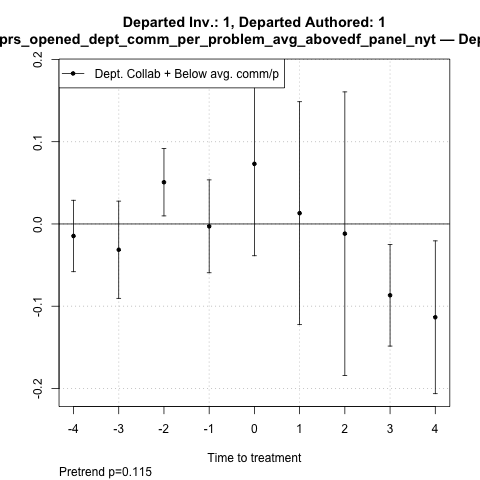 Departed Inv.: 1, Departed Authored: 1
prs_opened_dept_comm_per_problem_avg_abovedf_panel_nyt — Dep
Dept. Collab + Below avg. comm/p
0.2
0.1
0.0
-0.1
-0.2
-4 -3 -2 -1 0 1 2 3 4
Time to treatment
Pretrend p=0.115